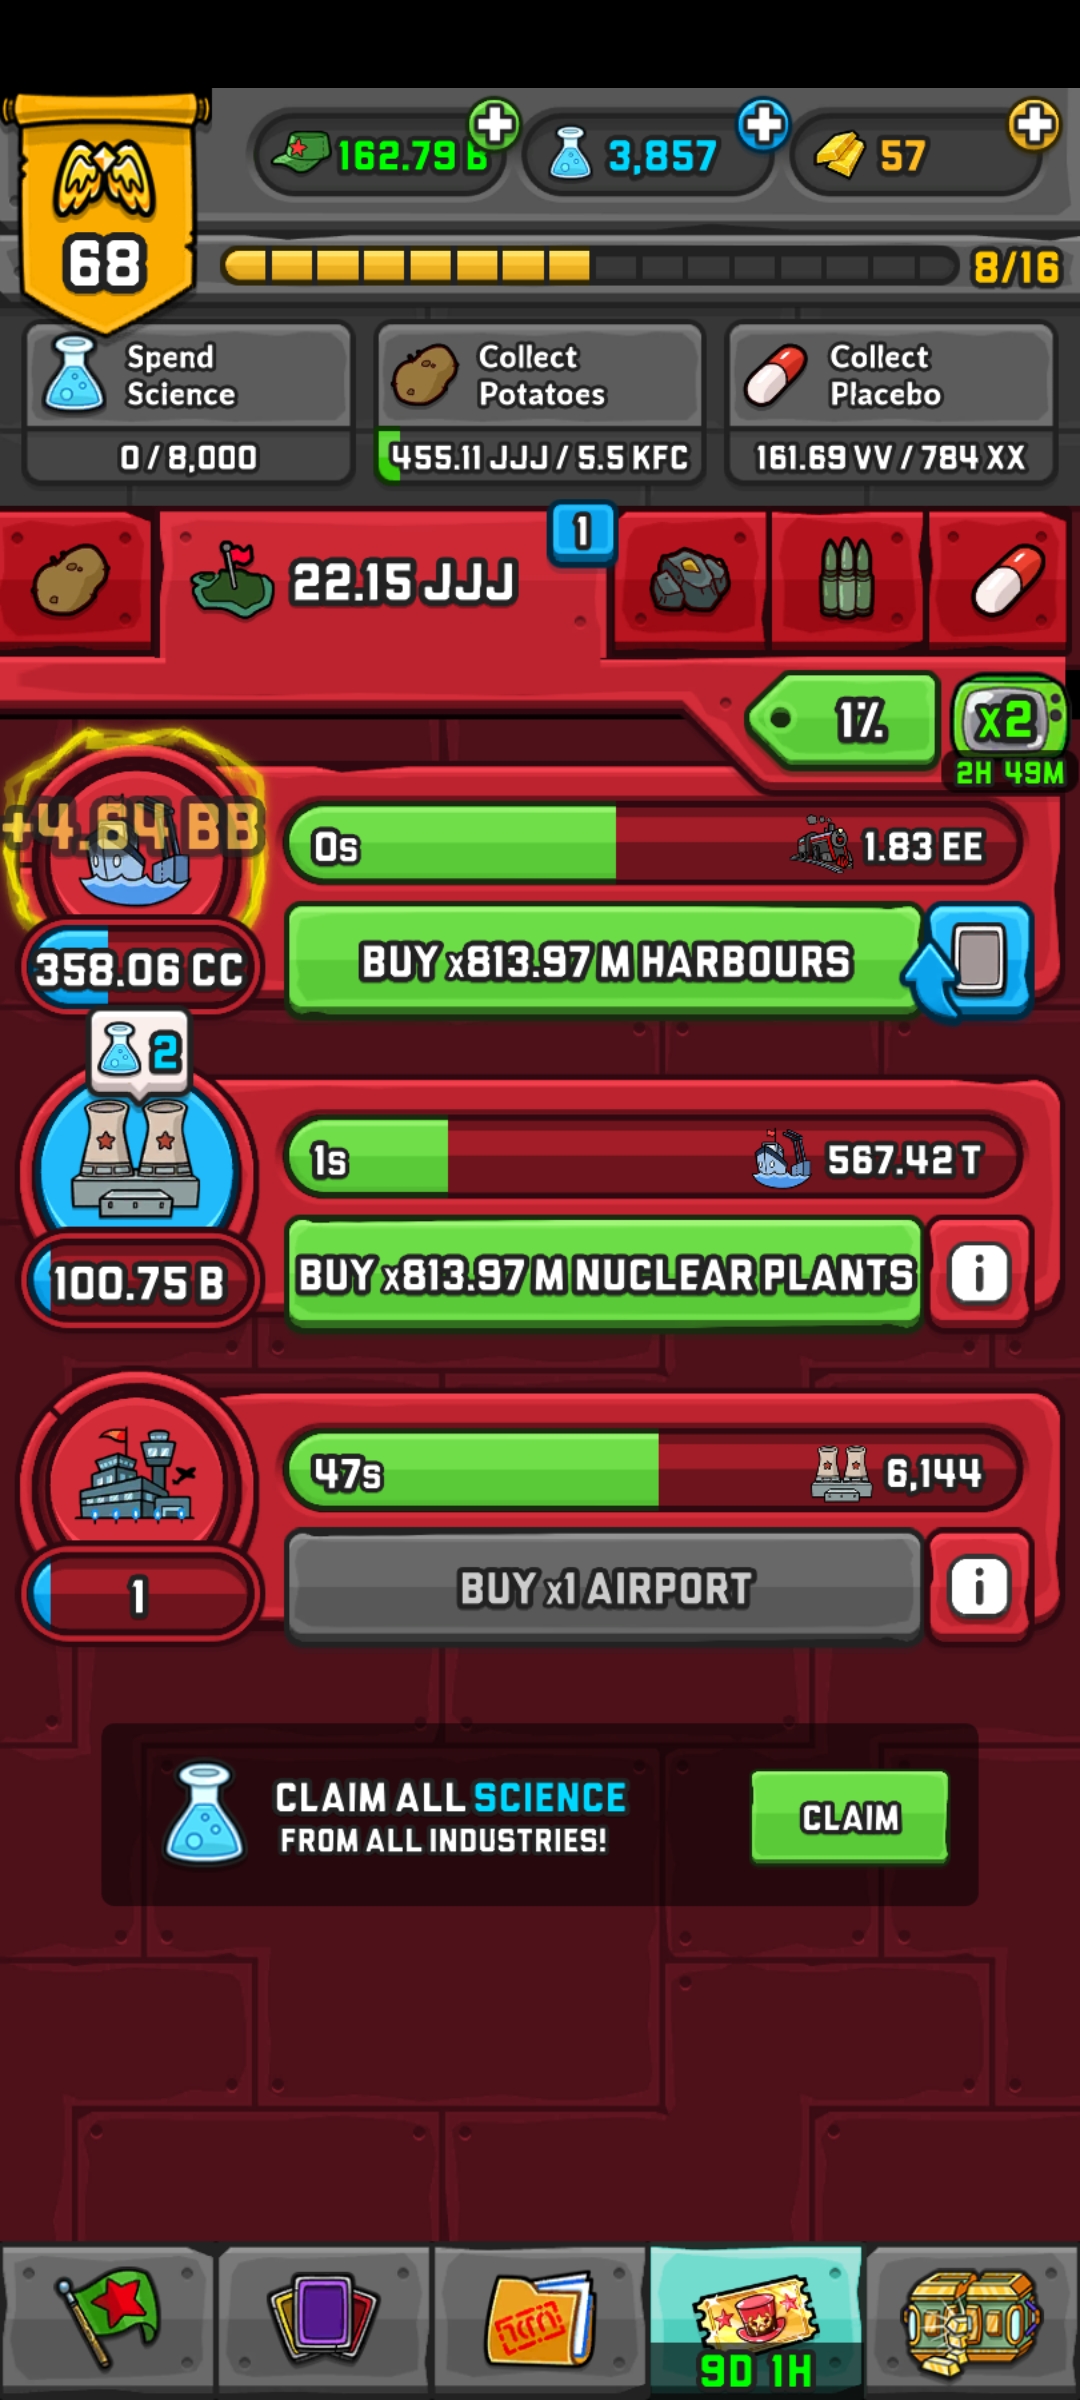 162.79 B
3,857
57
68
8/16
Spend
Science
0 / 8,000
Collect
Potatoes
455.11 JJJ / 5.5 KFC
Collect
Placebo
161.69 VV / 784 XX
22.15 JJJ
1
1%
x2
2H 49M
+4.64 BB
0s
1.83 EE
358.06 CC
BUY x813.97 M HARBOURS
2
1s
567.42 T
100.75 B
BUY x813.97 M NUCLEAR PLANTS
i
47s
6,144
1
BUY x1 AIRPORT
i
CLAIM ALL SCIENCE
FROM ALL INDUSTRIES!
CLAIM
9D 1H